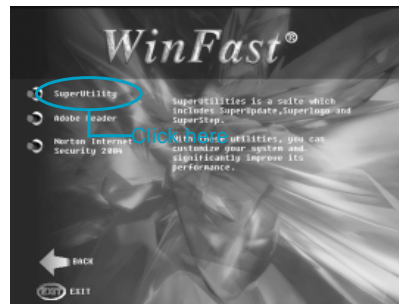 WinFast®
SuperUtility
Adobe Reader
Norton Internet
Security 2004
SuperUtilities is a suite which
includes SuperUpdate,Superlogo and
SuperStep.
With these utilities, you can
customize your system and
significantly improve its
performance.
Click here
BACK
EXIT EXIT